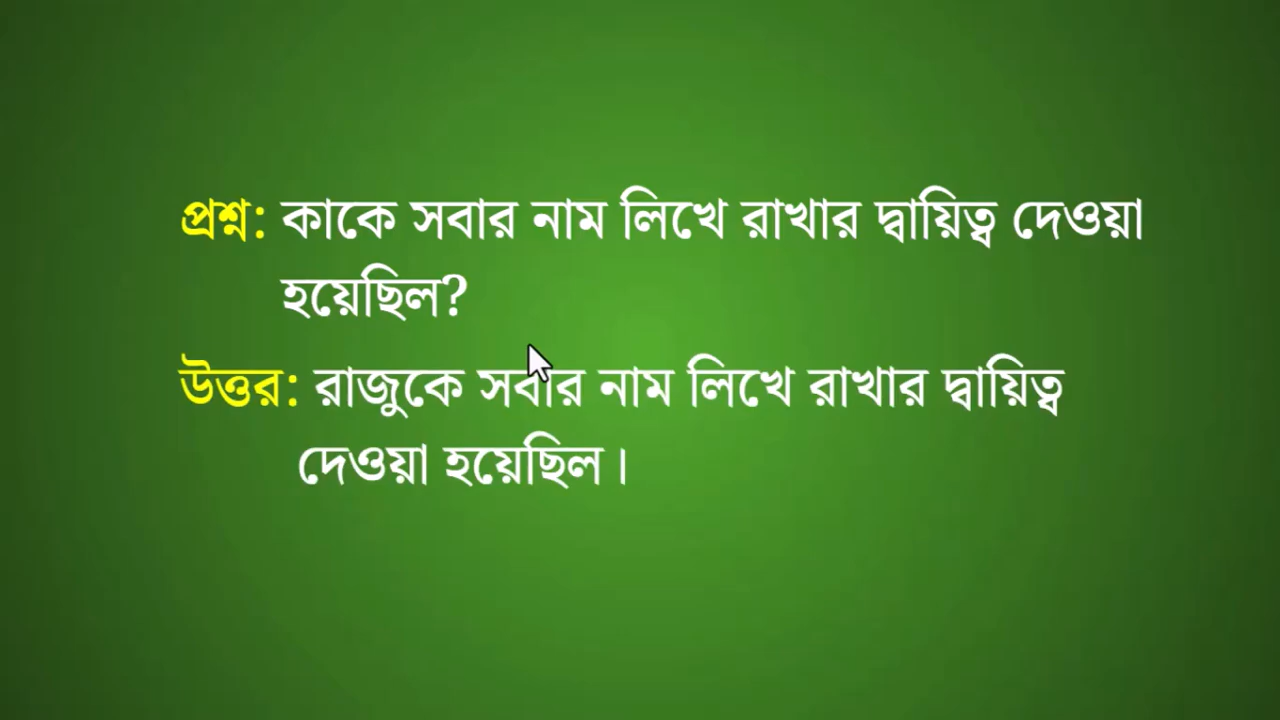 প্রশ্ন: কাকে সবার নাম লিখে রাখার দ্বায়িত্ব দেওয়া
হয়েছিল?
উত্তর: রাজুকে সবার নাম লিখে রাখার দ্বায়িত্ব
দেওয়া হয়েছিল।